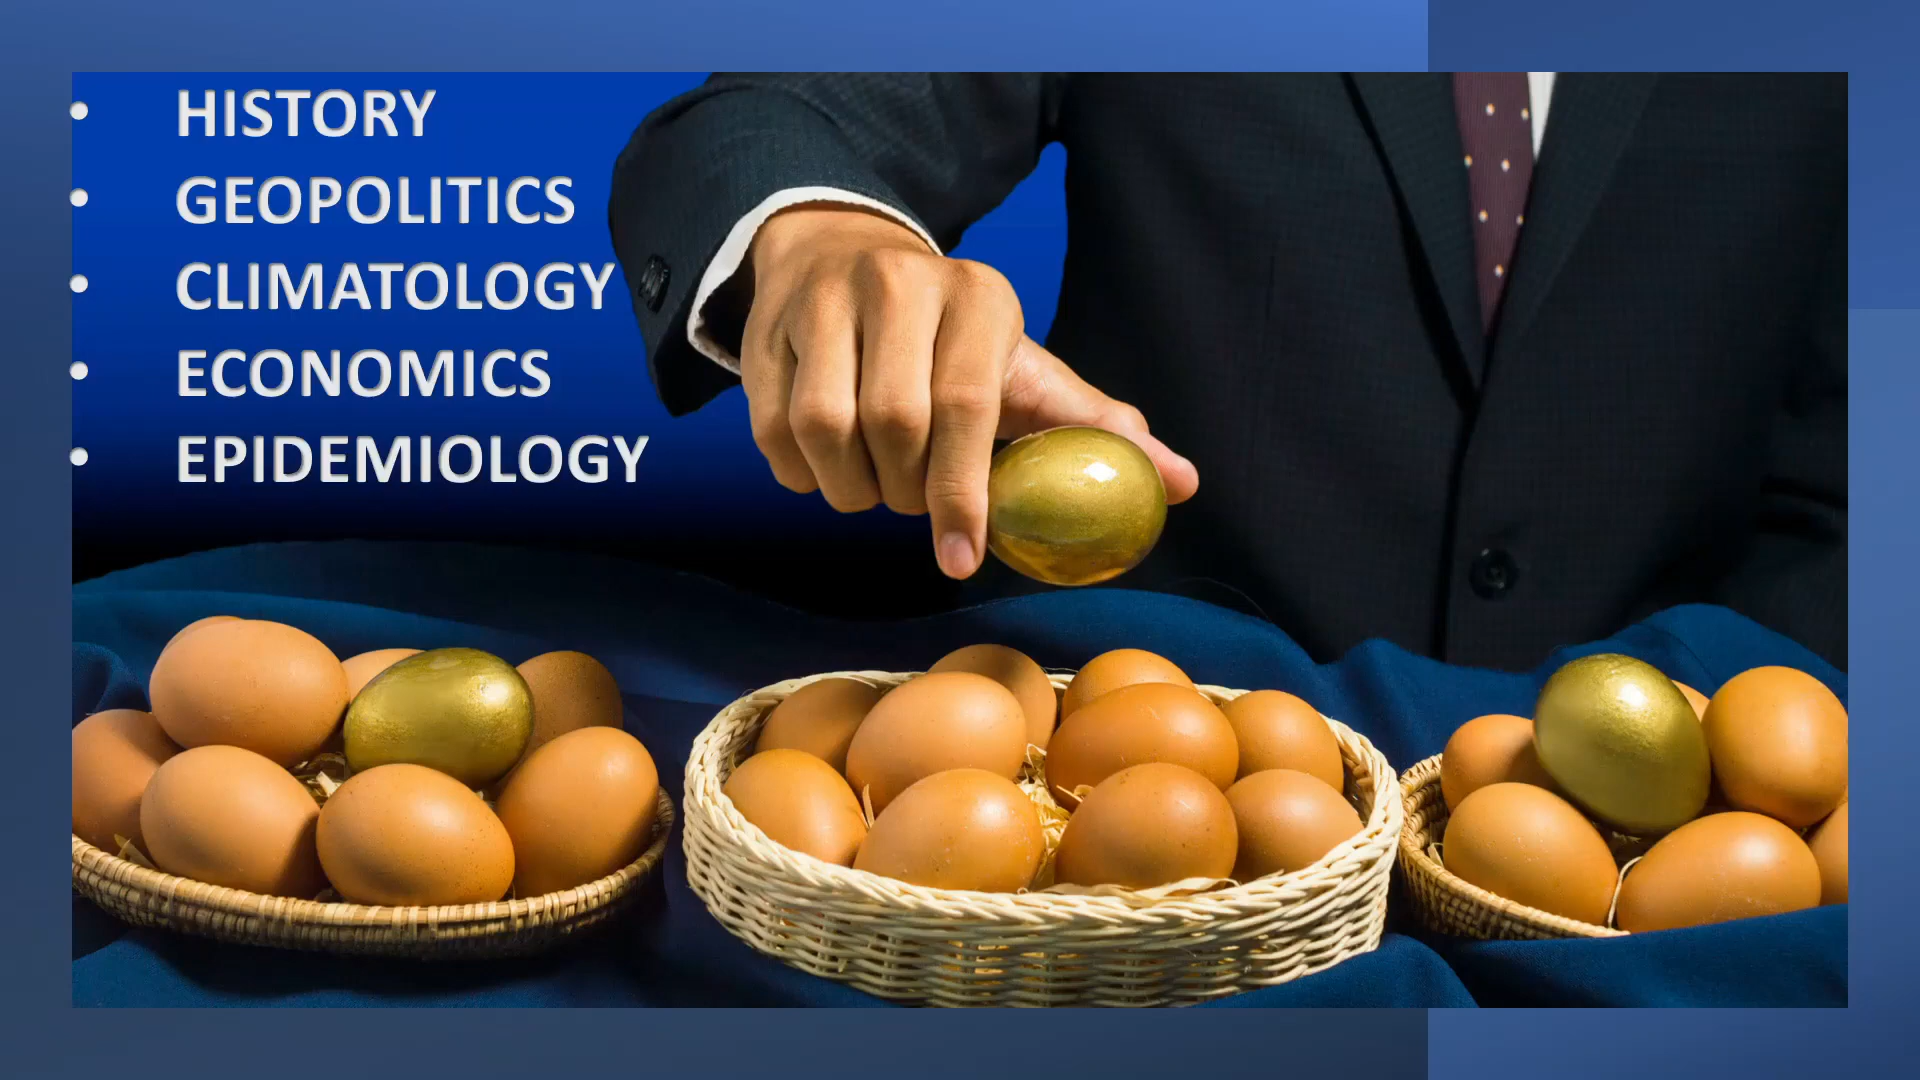 • HISTORY
• GEOPOLITICS
• CLIMATOLOGY
• ECONOMICS
• EPIDEMIOLOGY